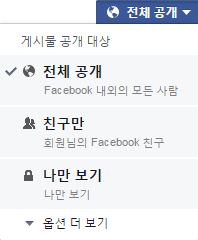 전체 공개
게시물 공개 대상
전체 공개
Facebook 내외의 모든 사람
친구만
회원님의 Facebook 친구
나만 보기
나만 보기
옵션 더 보기